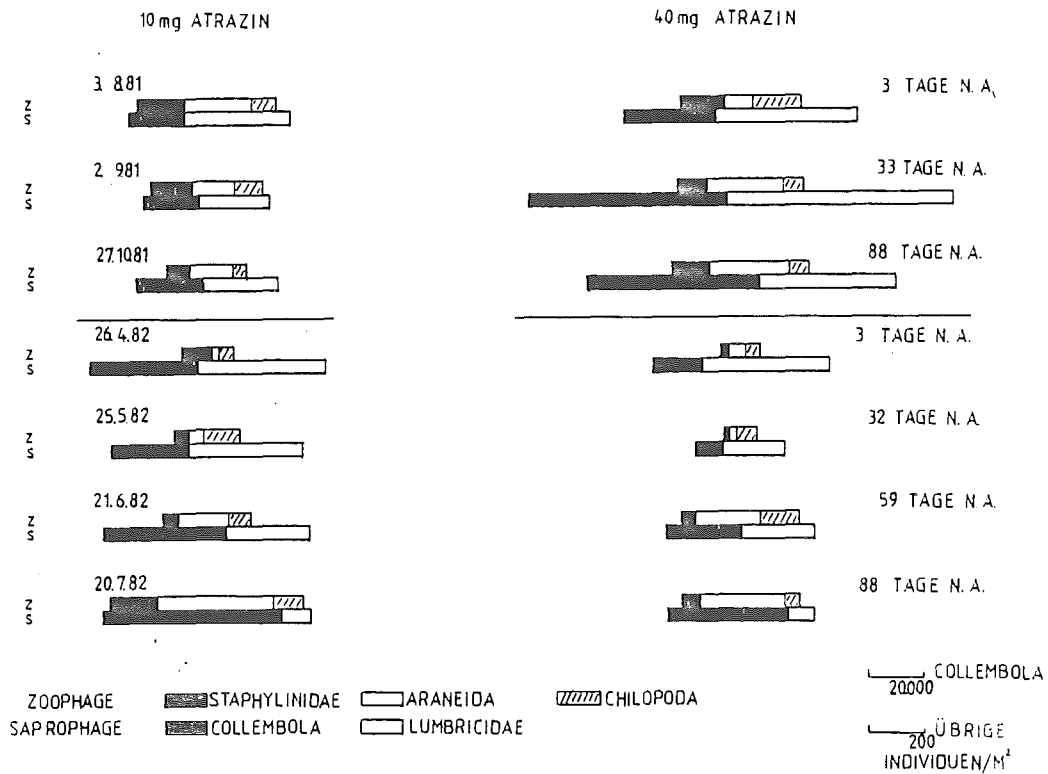 10 mg ATRAZIN 40 mg ATRAZIN
3. 8.81 3 TAGE N. A.
Z
S
2. 9.81 33 TAGE N. A.
Z
S
27.10.81 88 TAGE N. A.
Z
S
26.4.82 3 TAGE N. A.
Z
S
25.5.82 32 TAGE N. A.
Z
S
21.6.82 59 TAGE N. A.
Z
S
20.7.82 88 TAGE N. A.
Z
S
ZOOPHAGE STAPHYLINIDAE ARANEIDA CHILOPODA
SAPROPHAGE COLLEMBOLA LUMBRICIDAE
COLLEMBOLA
20.000
ÜBRIGE
200
INDIVIDUEN/M²